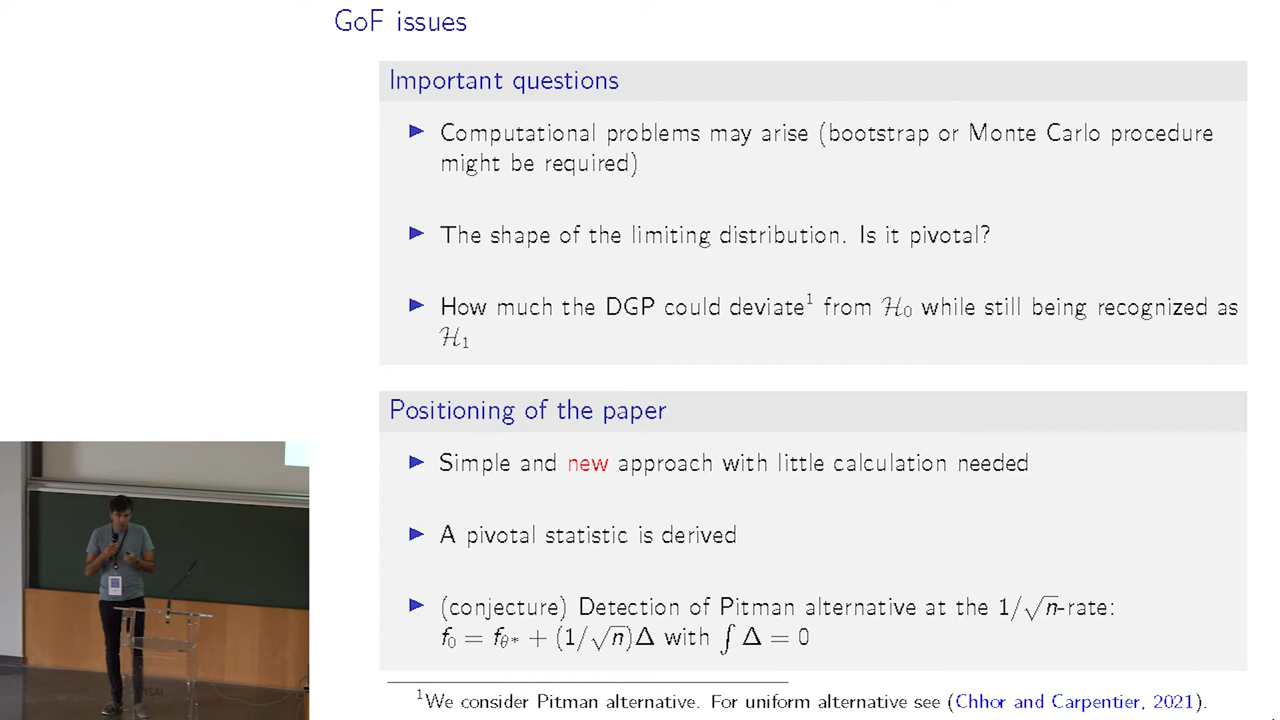 GoF issues
Important questions
▶ Computational problems may arise (bootstrap or Monte Carlo procedure
might be required)
▶ The shape of the limiting distribution. Is it pivotal?
▶ How much the DGP could deviate¹ from ℋ₀ while still being recognized as
ℋ₁
Positioning of the paper
▶ Simple and new approach with little calculation needed
▶ A pivotal statistic is derived
▶ (conjecture) Detection of Pitman alternative at the 1/√n-rate:
f₀ = f_θ* + (1/√n)Δ with ∫ Δ = 0
¹We consider Pitman alternative. For uniform alternative see (Chhor and Carpentier, 2021).